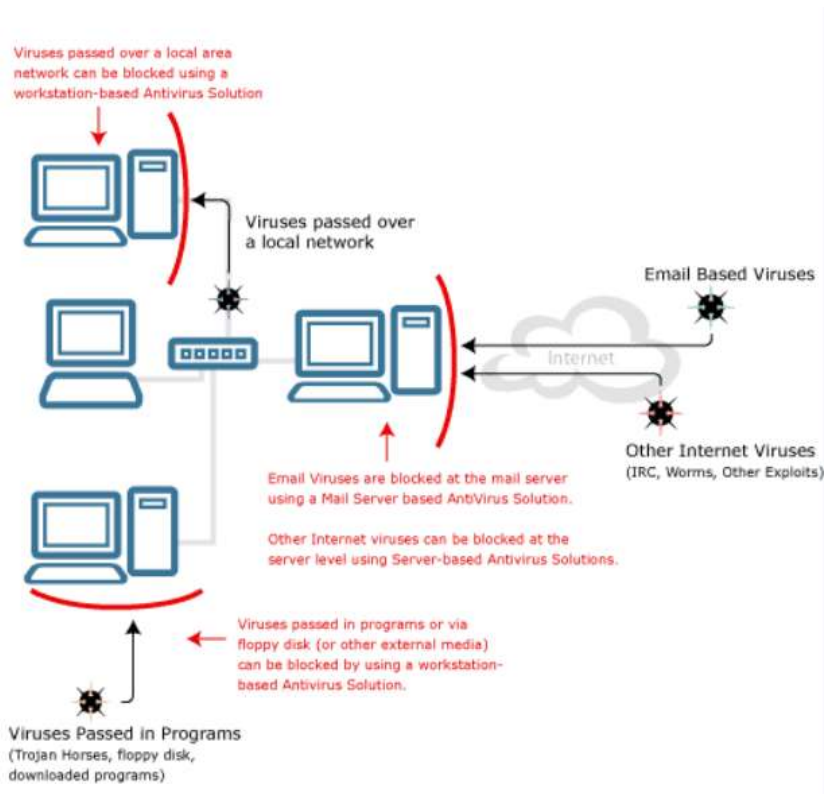 Viruses passed over a local area
network can be blocked using a
workstation-based Antivirus Solution
Viruses passed over
a local network
Email Based Viruses
Internet
Other Internet Viruses
(IRC, Worms, Other Exploits)
Email Viruses are blocked at the mail server
using a Mail Server based AntiVirus Solution.
Other Internet viruses can be blocked at the
server level using Server-based Antivirus Solutions.
Viruses passed in programs or via
floppy disk (or other external media)
can be blocked by using a workstation-
based Antivirus Solution.
Viruses Passed in Programs
(Trojan Horses, floppy disk,
downloaded programs)